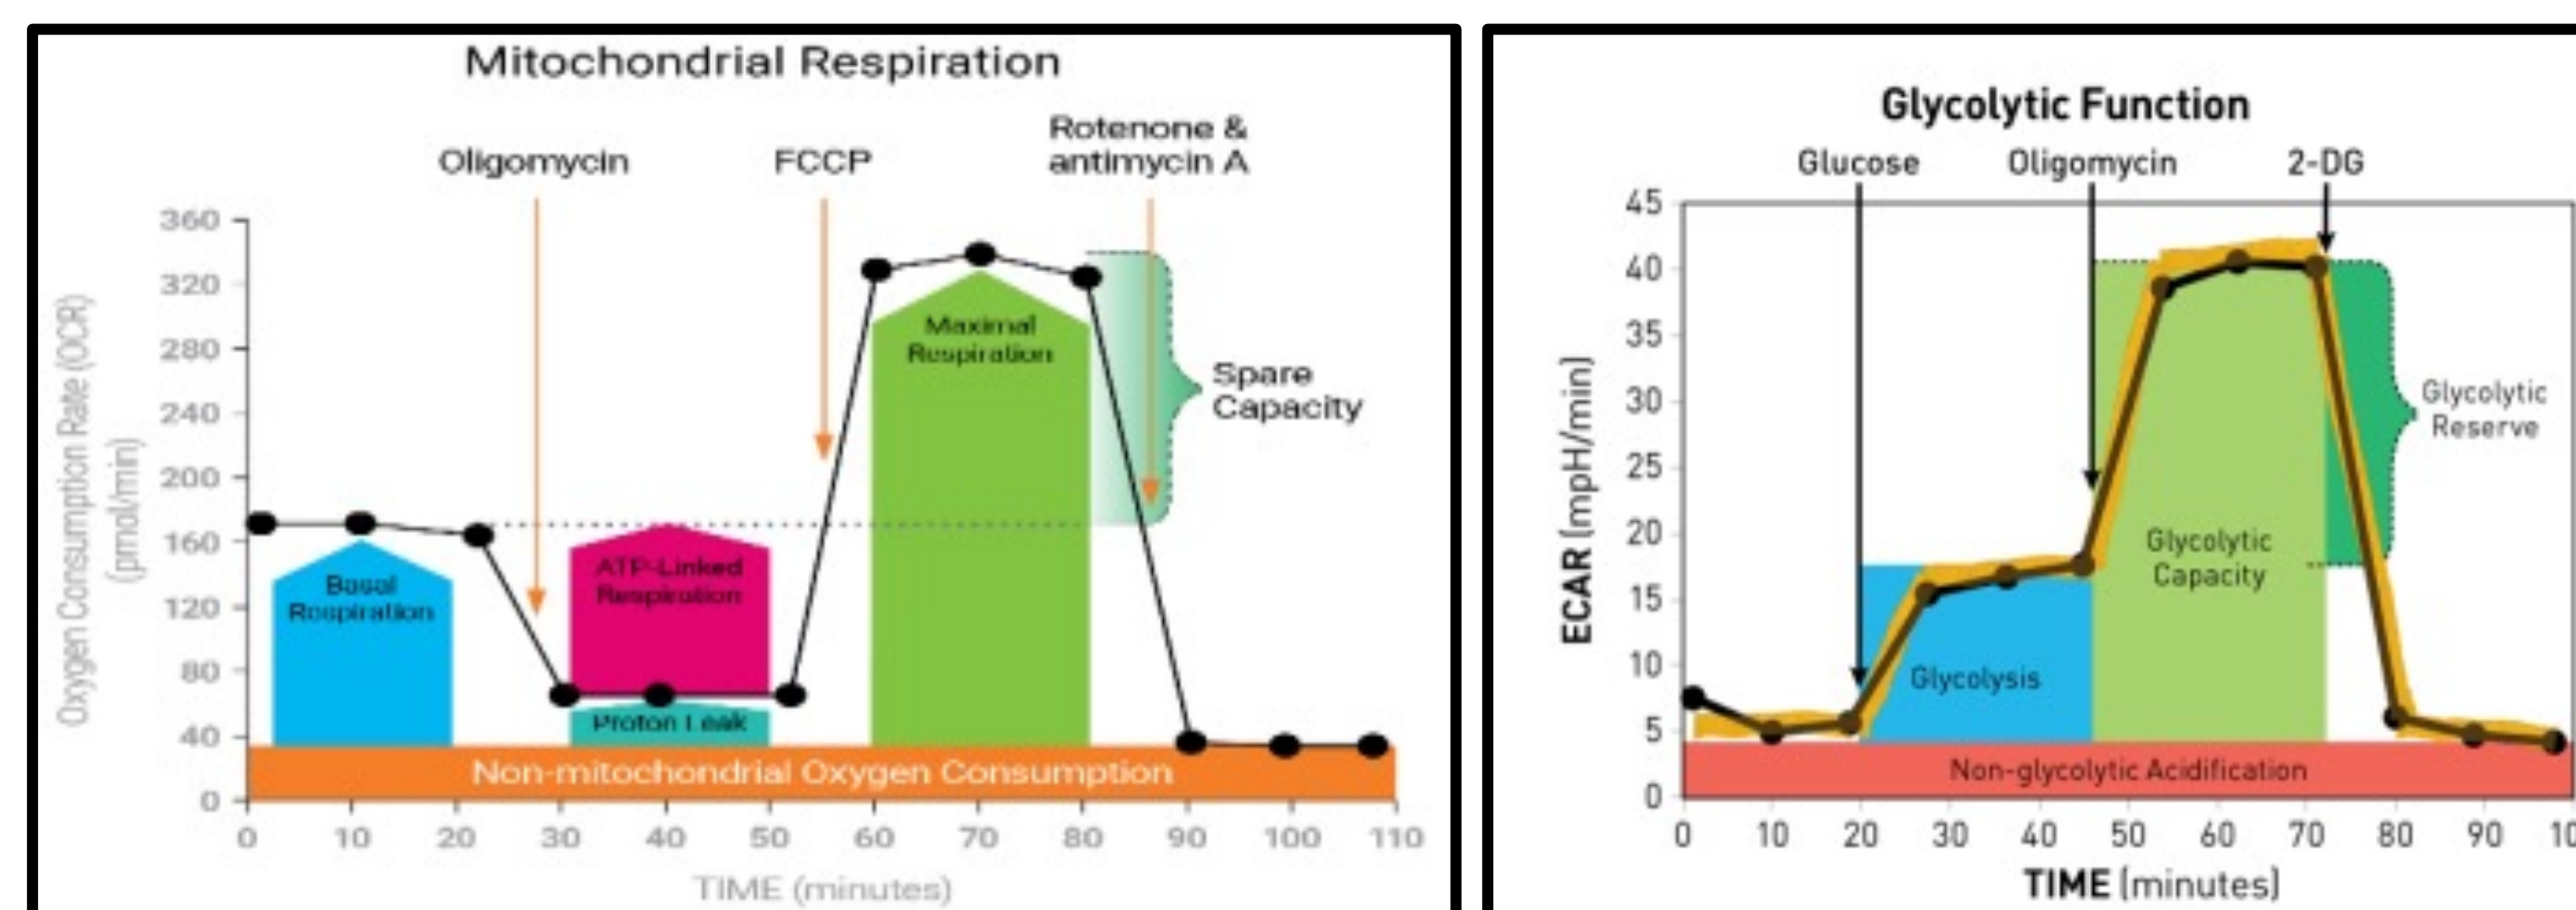 Mitochondrial Respiration
Oligomycin
FCCP
Rotenone &
antimycin A
360
320
280
240
200
160
120
80
40
0
Oxygen Consumption Rate (OCR)
(pmol/min)
Basal
Respiration
ATP-Linked
Respiration
Proton Leak
Maximal
Respiration
Spare
Capacity
Non-mitochondrial Oxygen Consumption
0 10 20 30 40 50 60 70 80 90 100 110
TIME (minutes)
Glycolytic Function
Glucose
Oligomycin
2-DG
45
40
35
30
25
20
15
10
5
0
ECAR (mpH/min)
Glycolysis
Glycolytic
Capacity
Glycolytic
Reserve
Non-glycolytic Acidification
0 10 20 30 40 50 60 70 80 90 10
TIME (minutes)